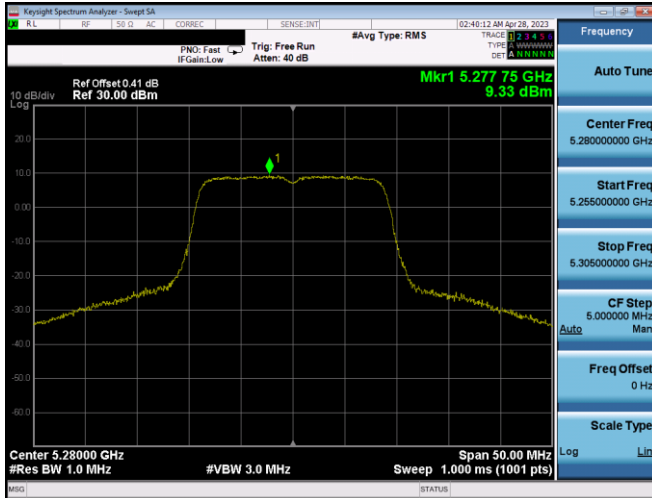 Keysight Spectrum Analyzer - Swept SA
RL RF 50 Ω AC CORREC SENSE:INT 02:40:12 AM Apr 28, 2023
#Avg Type: RMS
TRACE 1 2 3 4 5 6
TYPE A WWWWW
DET A N N N N N
PNO: Fast
IFGain:Low
Trig: Free Run
Atten: 40 dB
Mkr1 5.277 75 GHz
9.33 dBm
Ref Offset 0.41 dB
Ref 30.00 dBm
10 dB/div
Log
20.0
10.0
0.00
-10.0
-20.0
-30.0
-40.0
-50.0
-60.0
1
Center 5.28000 GHz
Span 50.00 MHz
#Res BW 1.0 MHz
#VBW 3.0 MHz
Sweep 1.000 ms (1001 pts)
MSG
STATUS
Frequency
Auto Tune
Center Freq
5.280000000 GHz
Start Freq
5.255000000 GHz
Stop Freq
5.305000000 GHz
CF Step
5.000000 MHz
Auto Man
Freq Offset
0 Hz
Scale Type
Log Lin